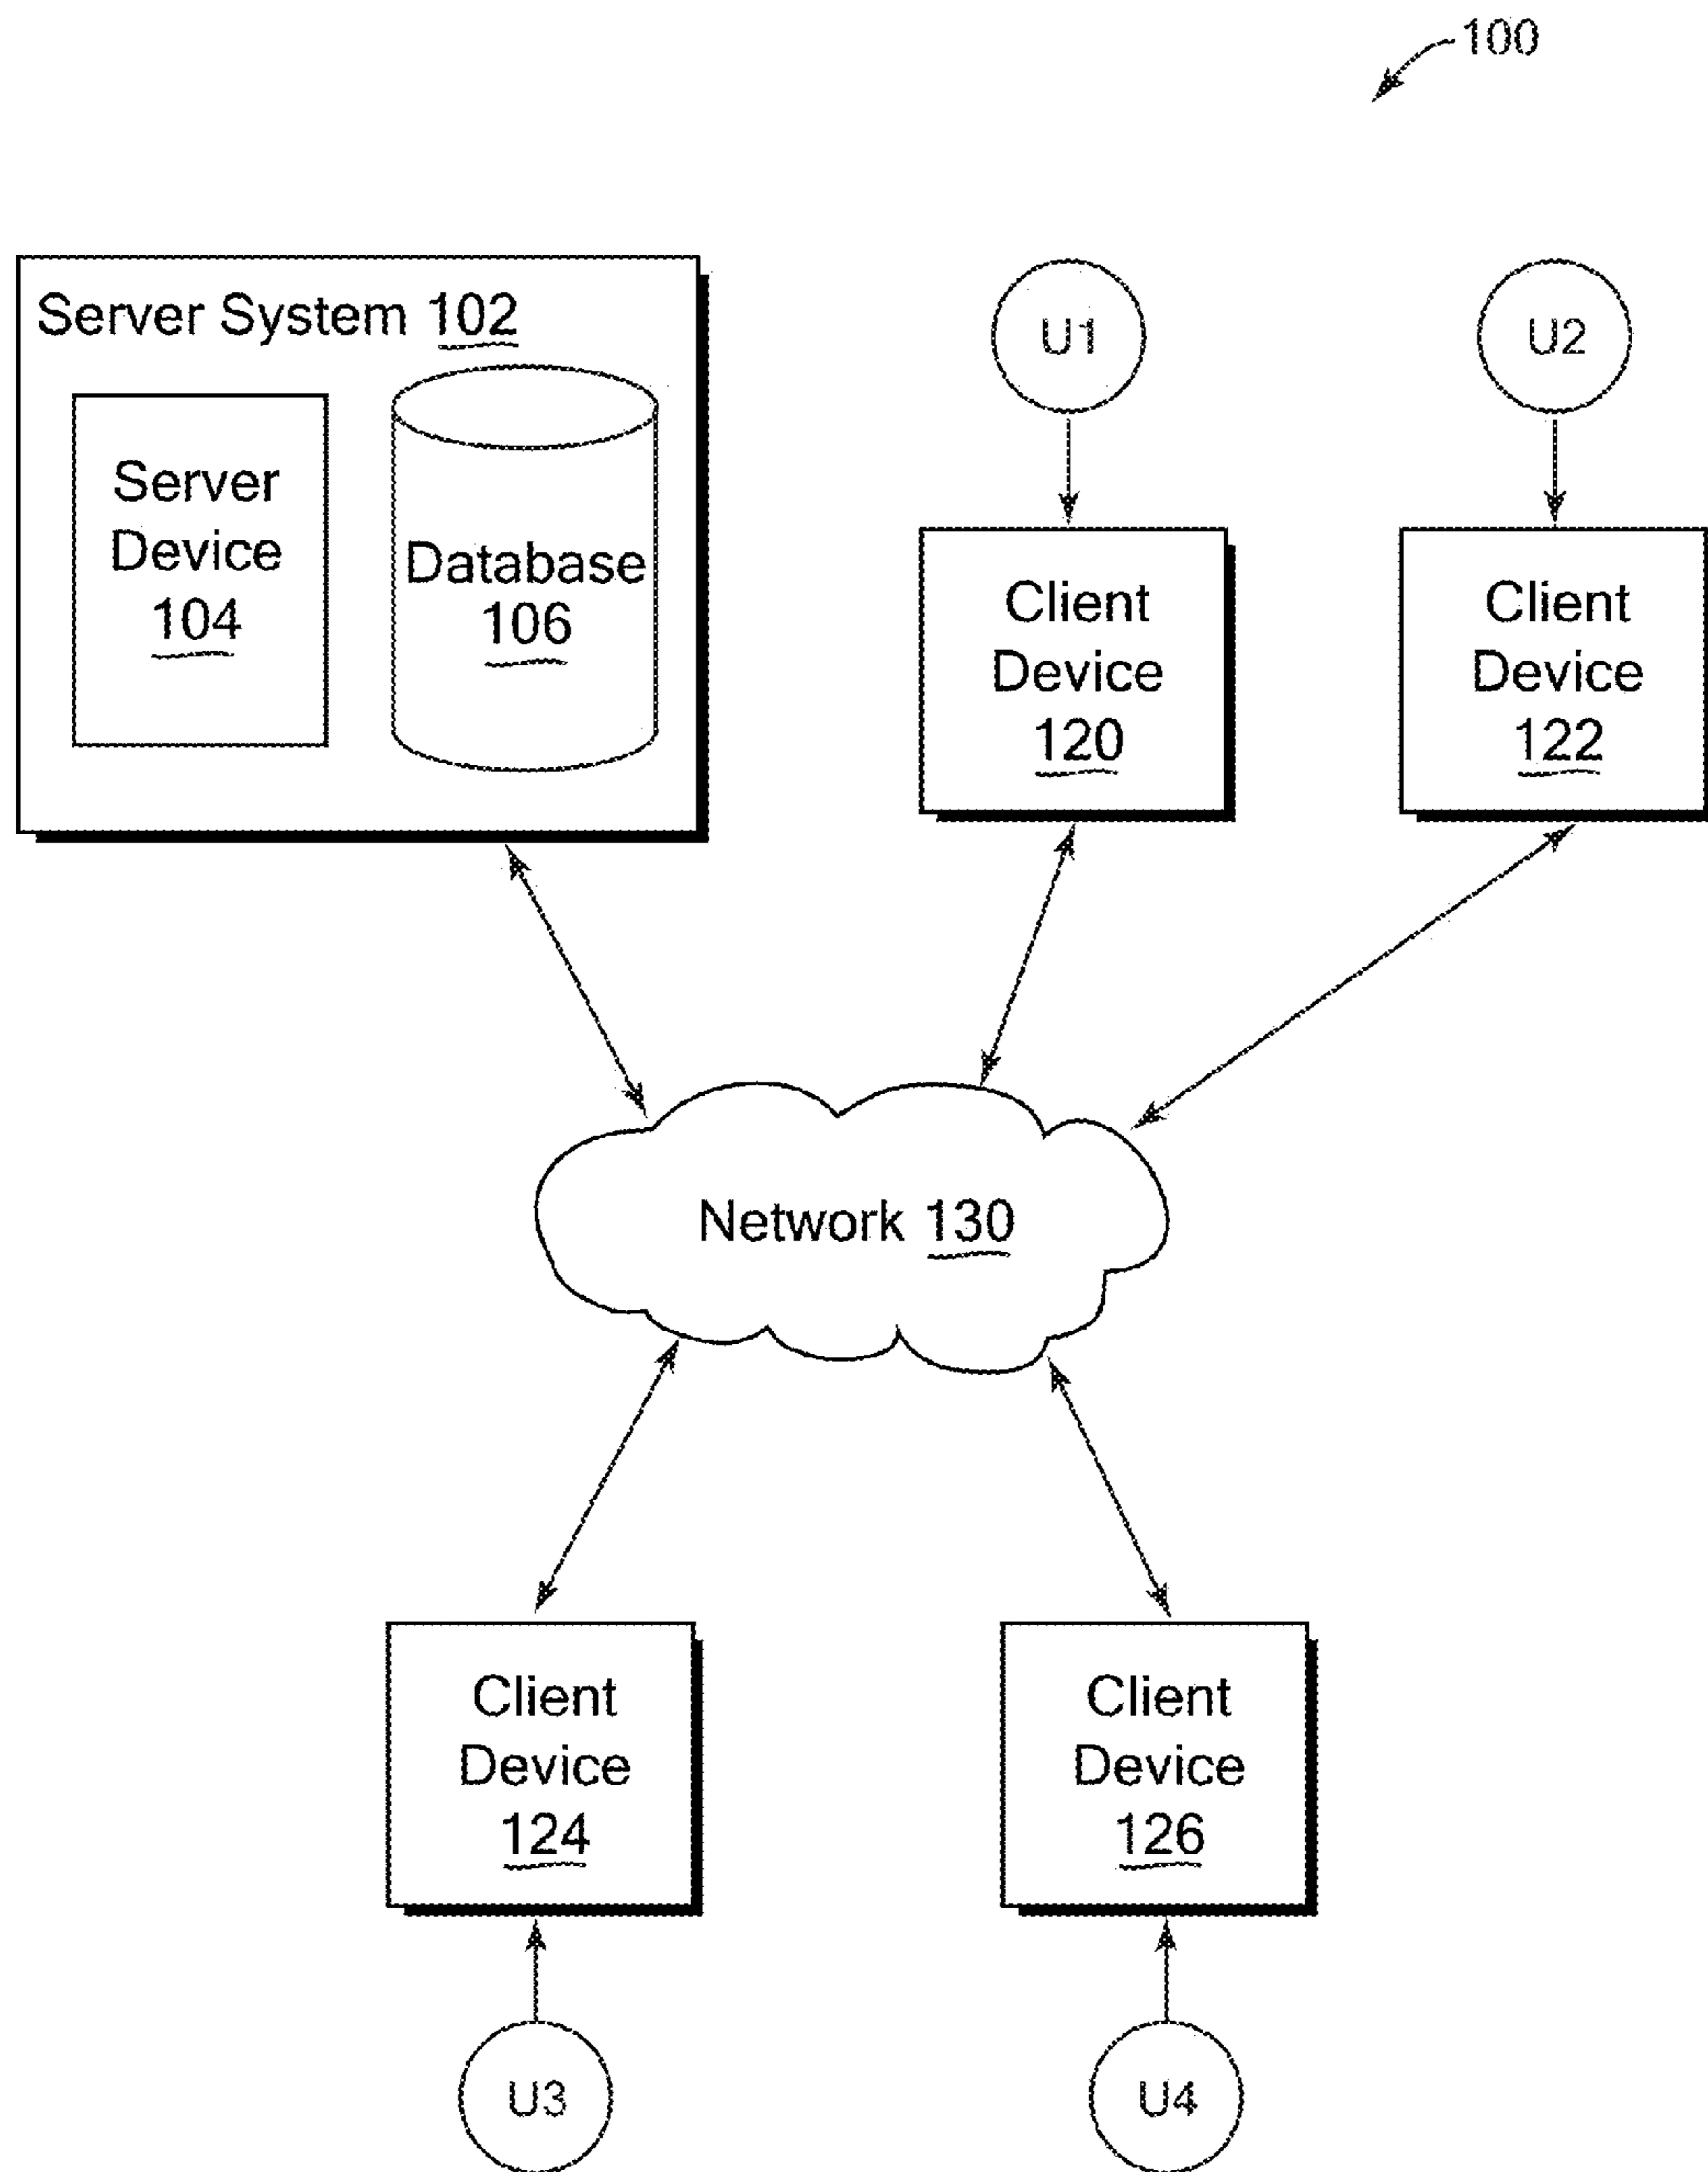 100
Server System 102
Server
Device
104
Database
106
U1
U2
Client
Device
120
Client
Device
122
Network 130
Client
Device
124
Client
Device
126
U3
U4